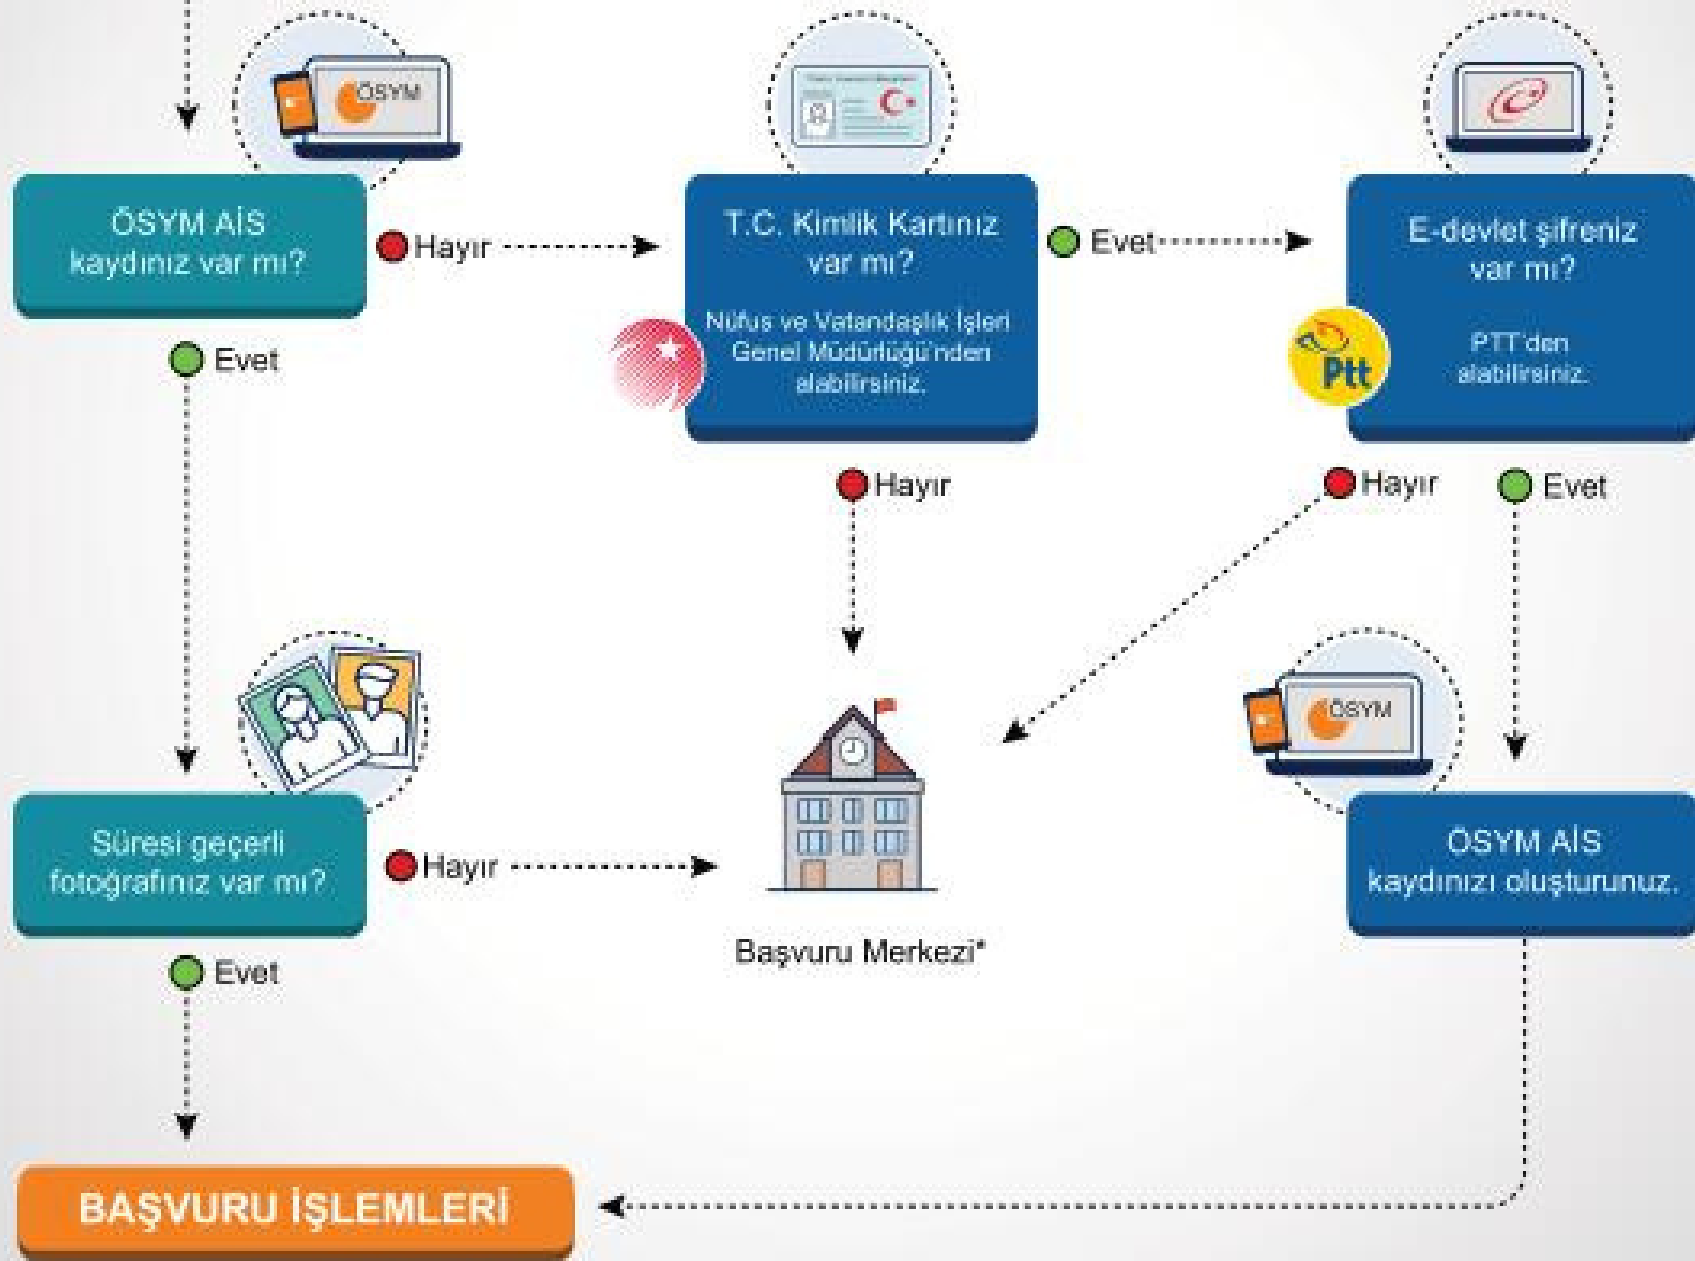 ÖSYM
ÖSYM AİS
kaydınız var mı?
Hayır
T.C. Kimlik Kartınız
var mı?
Nüfus ve Vatandaşlık İşleri
Genel Müdürlüğü'nden
alabilirsiniz.
Evet
E-devlet şifreniz
var mı?
Ptt
PTT'den
alabilirsiniz.
Evet
Hayır
Hayır
Evet
ÖSYM
Süresi geçerli
fotoğrafınız var mı?
Hayır
Başvuru Merkezi*
ÖSYM AİS
kaydınızı oluşturunuz.
Evet
BAŞVURU İŞLEMLERİ